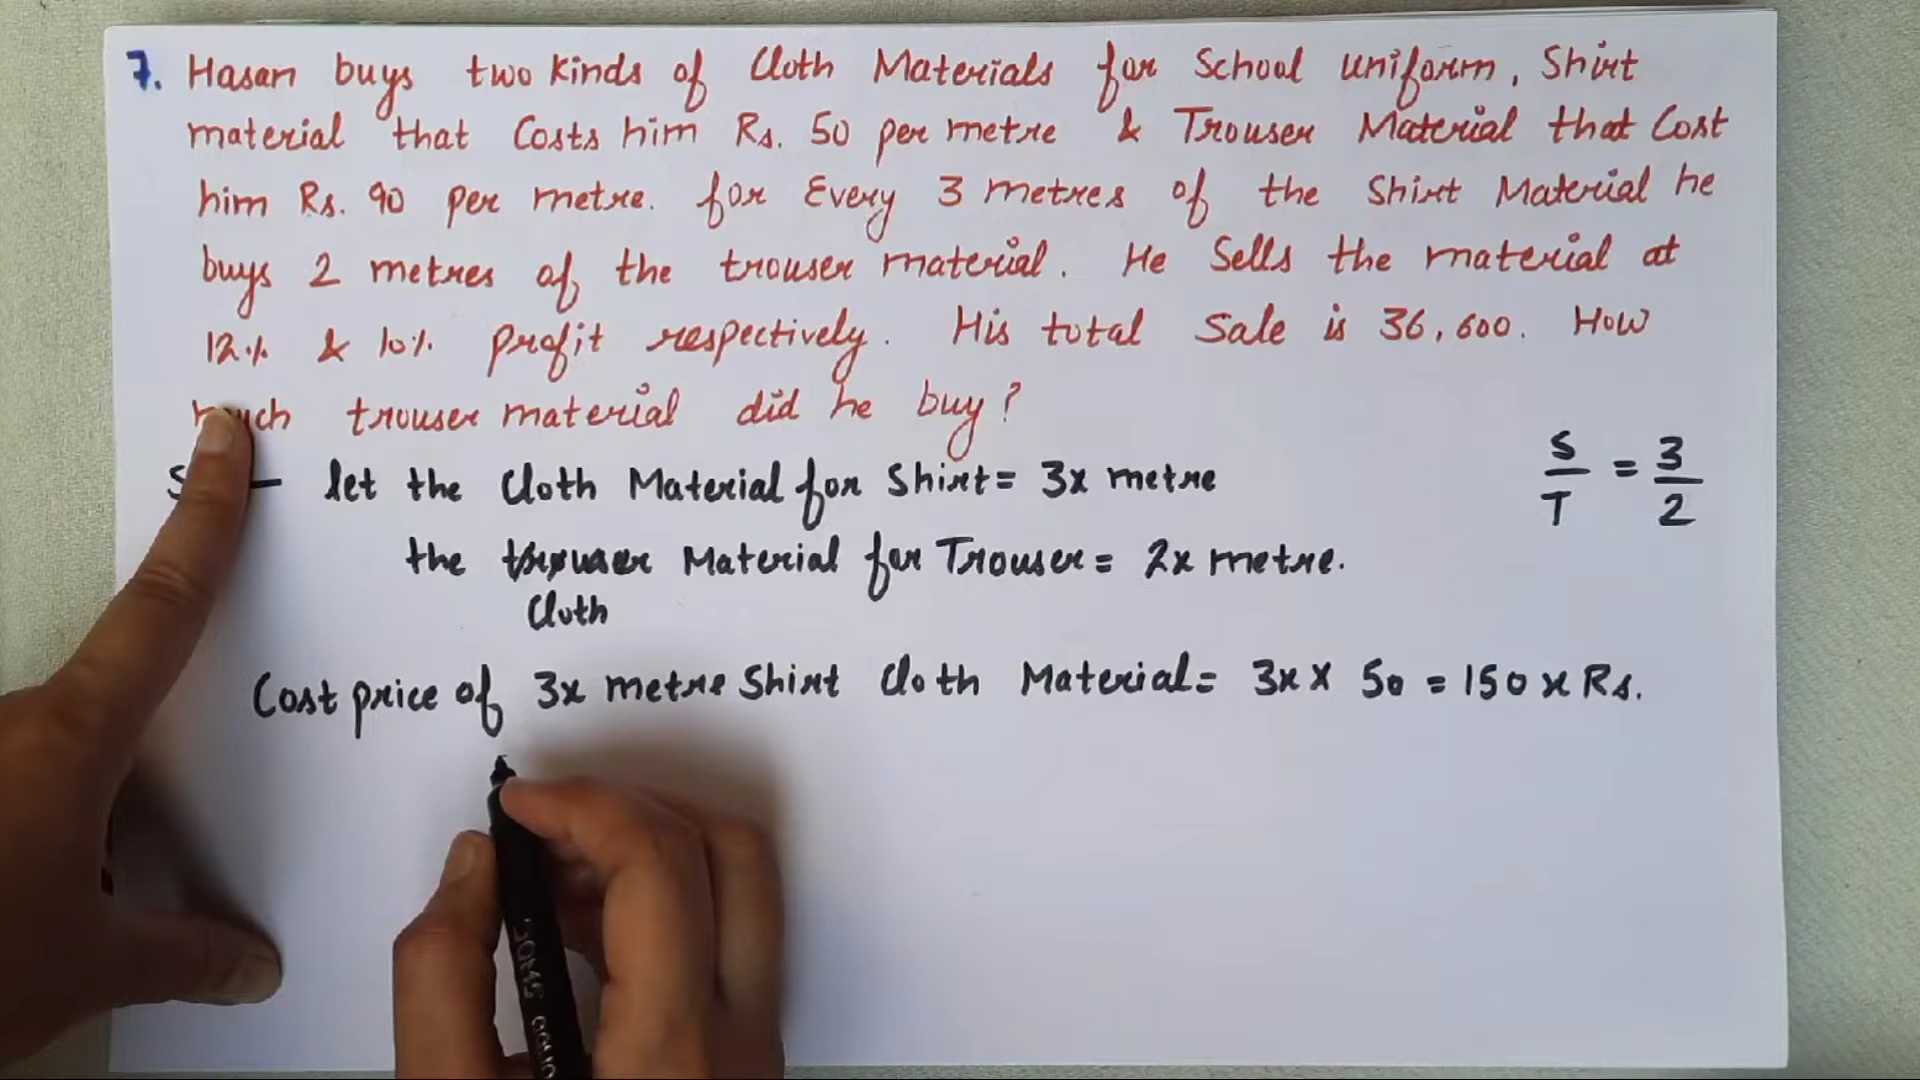 7. Hasan buys two kinds of Cloth Materials for School uniform, Shirt
material that Costs him Rs. 50 per metre & Trouser Material that Cost
him Rs. 90 per metre. for Every 3 metres of the Shirt Material he
buys 2 metres of the trouser material. He Sells the material at
12% & 10% Profit respectively. His total Sale is 36,600. How
much trouser material did he buy?
let the Cloth Material for Shirt = 3x metre
S/T = 3/2
the Material for Trouser = 2x metre.
Cloth
Cost price of 3x metre Shirt Cloth Material = 3x X 50 = 150x Rs.